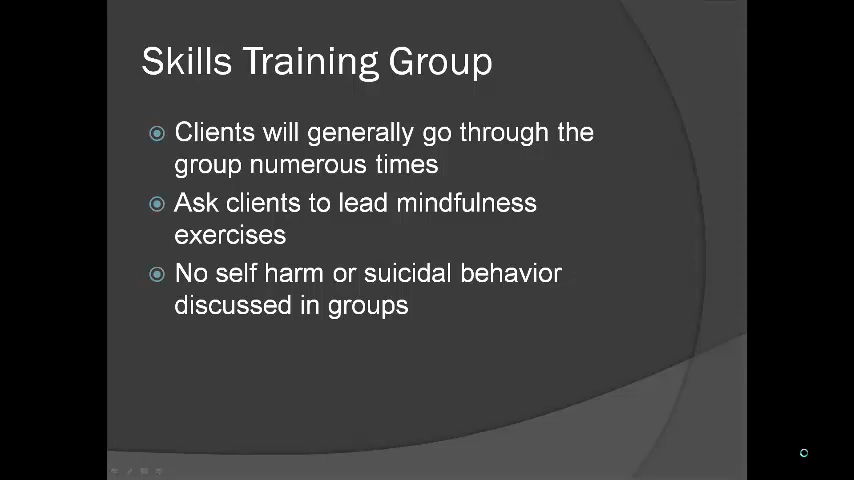 Skills Training Group
Clients will generally go through the
group numerous times
Ask clients to lead mindfulness
exercises
No self harm or suicidal behavior
discussed in groups